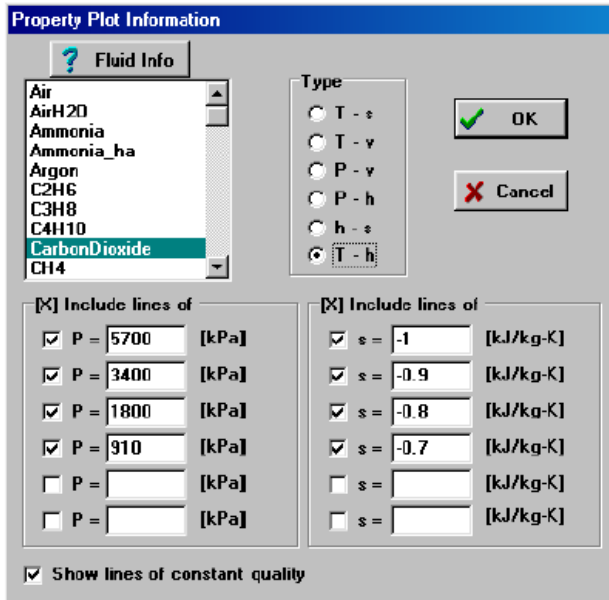 Property Plot Information
? Fluid Info
Air
AirH2O
Ammonia
Ammonia_ha
Argon
C2H6
C3H8
C4H10
CarbonDioxide
CH4
Type
T - s
T - v
P - v
P - h
h - s
T - h
OK
Cancel
[X] Include lines of
P = 5700 [kPa]
P = 3400 [kPa]
P = 1800 [kPa]
P = 910 [kPa]
P = [kPa]
P = [kPa]
[X] Include lines of
s = -1 [kJ/kg-K]
s = -0.9 [kJ/kg-K]
s = -0.8 [kJ/kg-K]
s = -0.7 [kJ/kg-K]
s = [kJ/kg-K]
s = [kJ/kg-K]
Show lines of constant quality